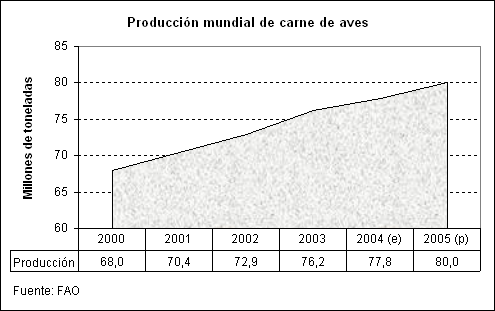 Producción mundial de carne de aves
85
80
75
70
65
60
Millones de toneladas
2000 2001 2002 2003 2004 (e) 2005 (p)
Producción 68,0 70,4 72,9 76,2 77,8 80,0
Fuente: FAO